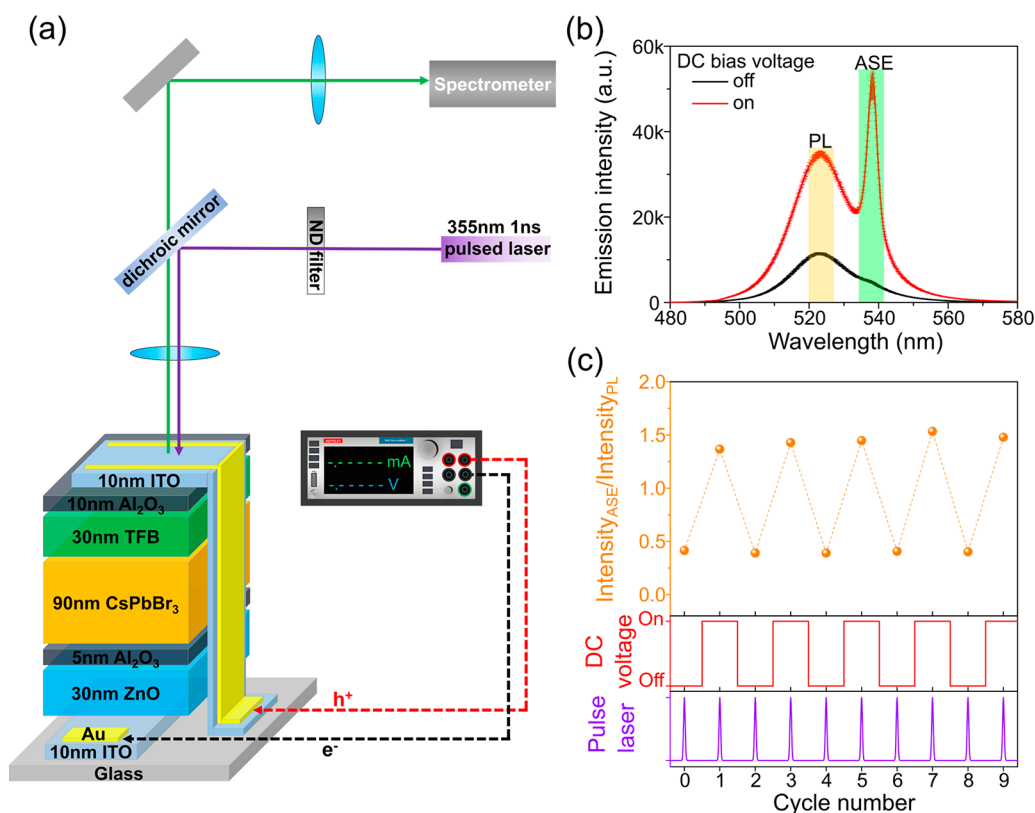 (a)
Spectrometer
dichroic mirror
ND filter
355nm 1ns
pulsed laser
mA
V
10nm ITO
10nm Al₂O₃
30nm TFB
90nm CsPbBr₃
5nm Al₂O₃
30nm ZnO
Au
10nm ITO
Glass
h⁺
e⁻
(b)
Emission intensity (a.u.)
60k
40k
20k
0
DC bias voltage
off
on
PL
ASE
480
500
520
540
560
580
Wavelength (nm)
(c)
Intensity_ASE/Intensity_PL
2.0
1.5
1.0
0.5
0.0
DC
voltage
On
Off
Pulse
laser
0
1
2
3
4
5
6
7
8
9
Cycle number